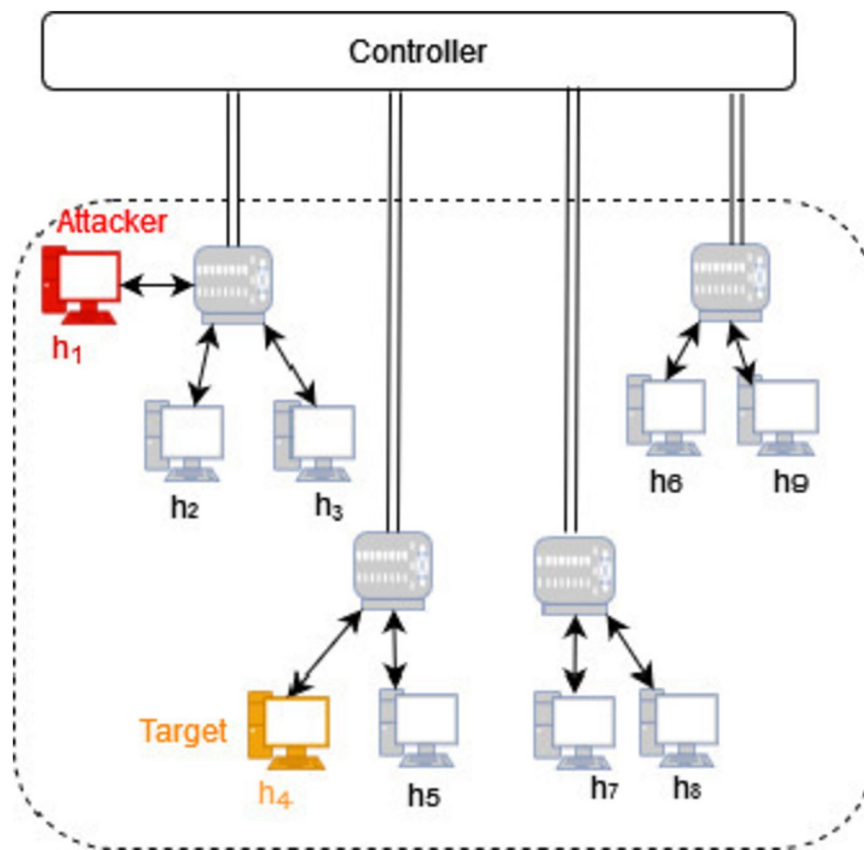 Controller
Attacker
h1
h2
h3
h6
h9
Target
h4
h5
h7
h8